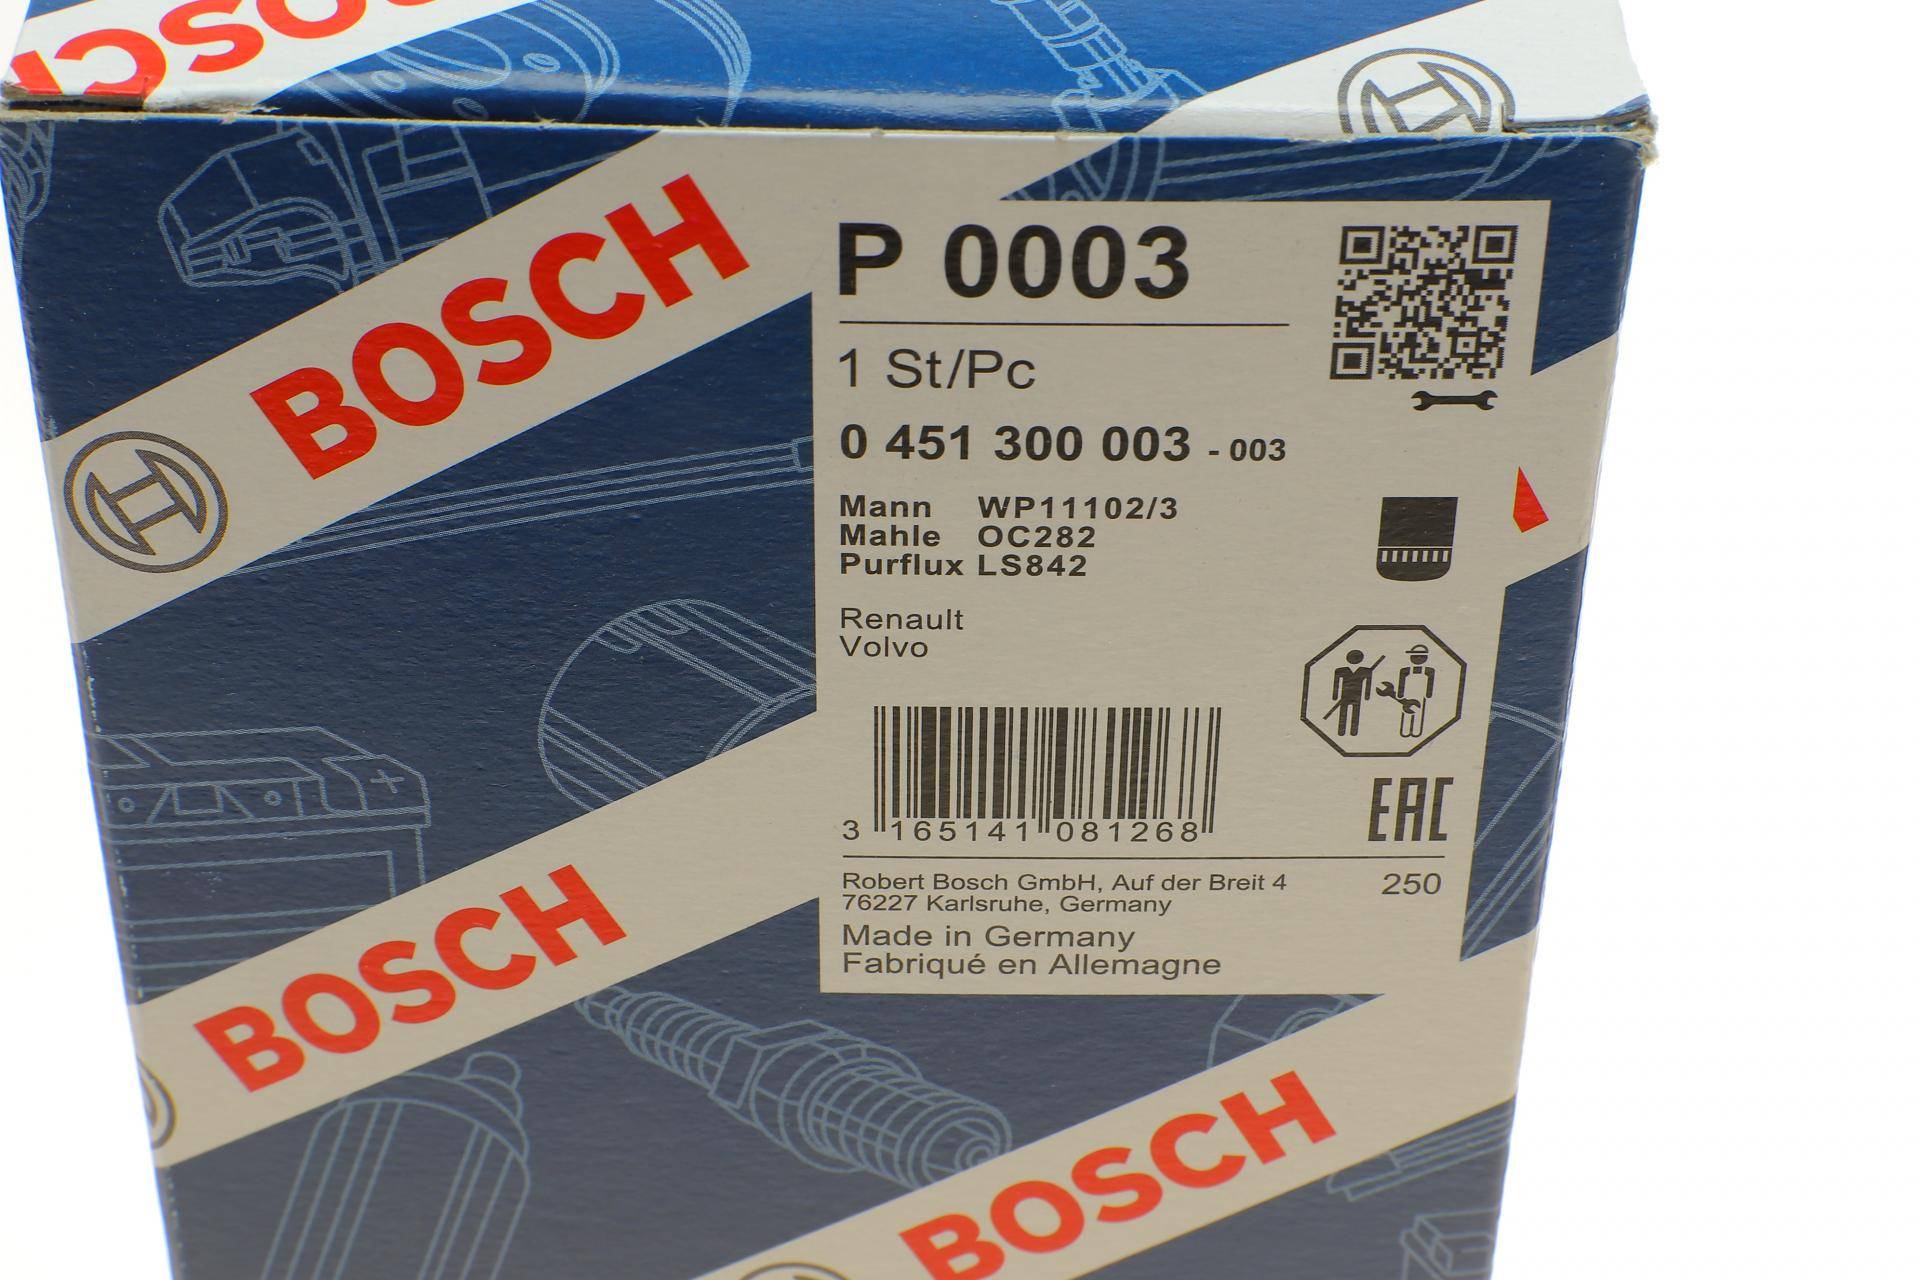 BOSCH
BOSCH
P 0003
1 St/Pc
0 451 300 003 - 003
Mann WP11102/3
Mahle OC282
Purflux LS842
Renault
Volvo
3 165141 081268
EAC
Robert Bosch GmbH, Auf der Breit 4
76227 Karlsruhe, Germany
250
Made in Germany
Fabriqué en Allemagne
BOSCH
BOSCH